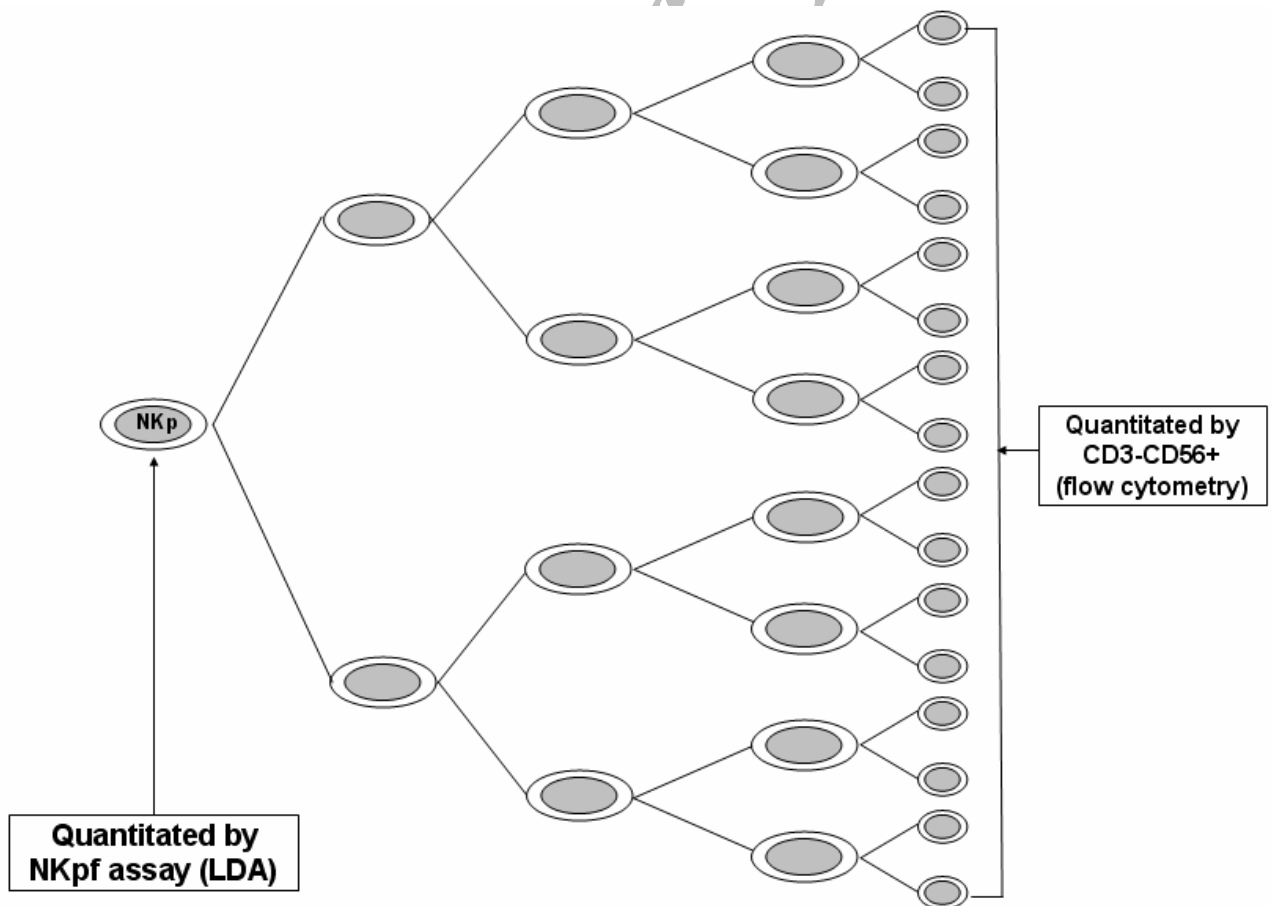 NKp
Quantitated by
CD3-CD56+
(flow cytometry)
Quantitated by
NKpf assay (LDA)